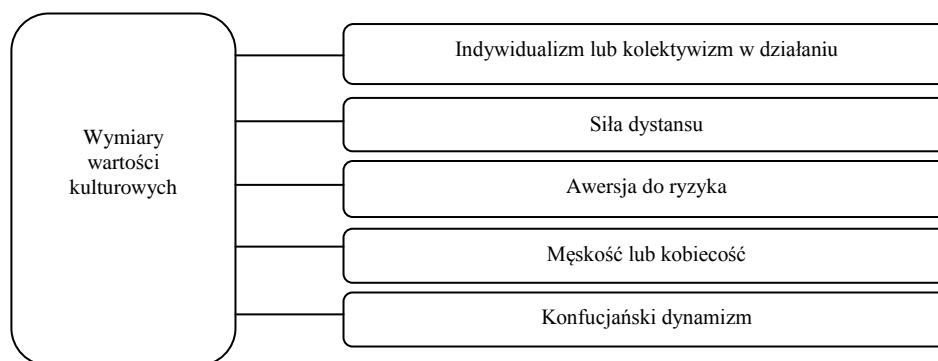 Wymiary
wartości
kulturowych
Indywidualizm lub kolektywizm w działaniu
Siła dystansu
Awersja do ryzyka
Męskość lub kobiecość
Konfucjański dynamizm